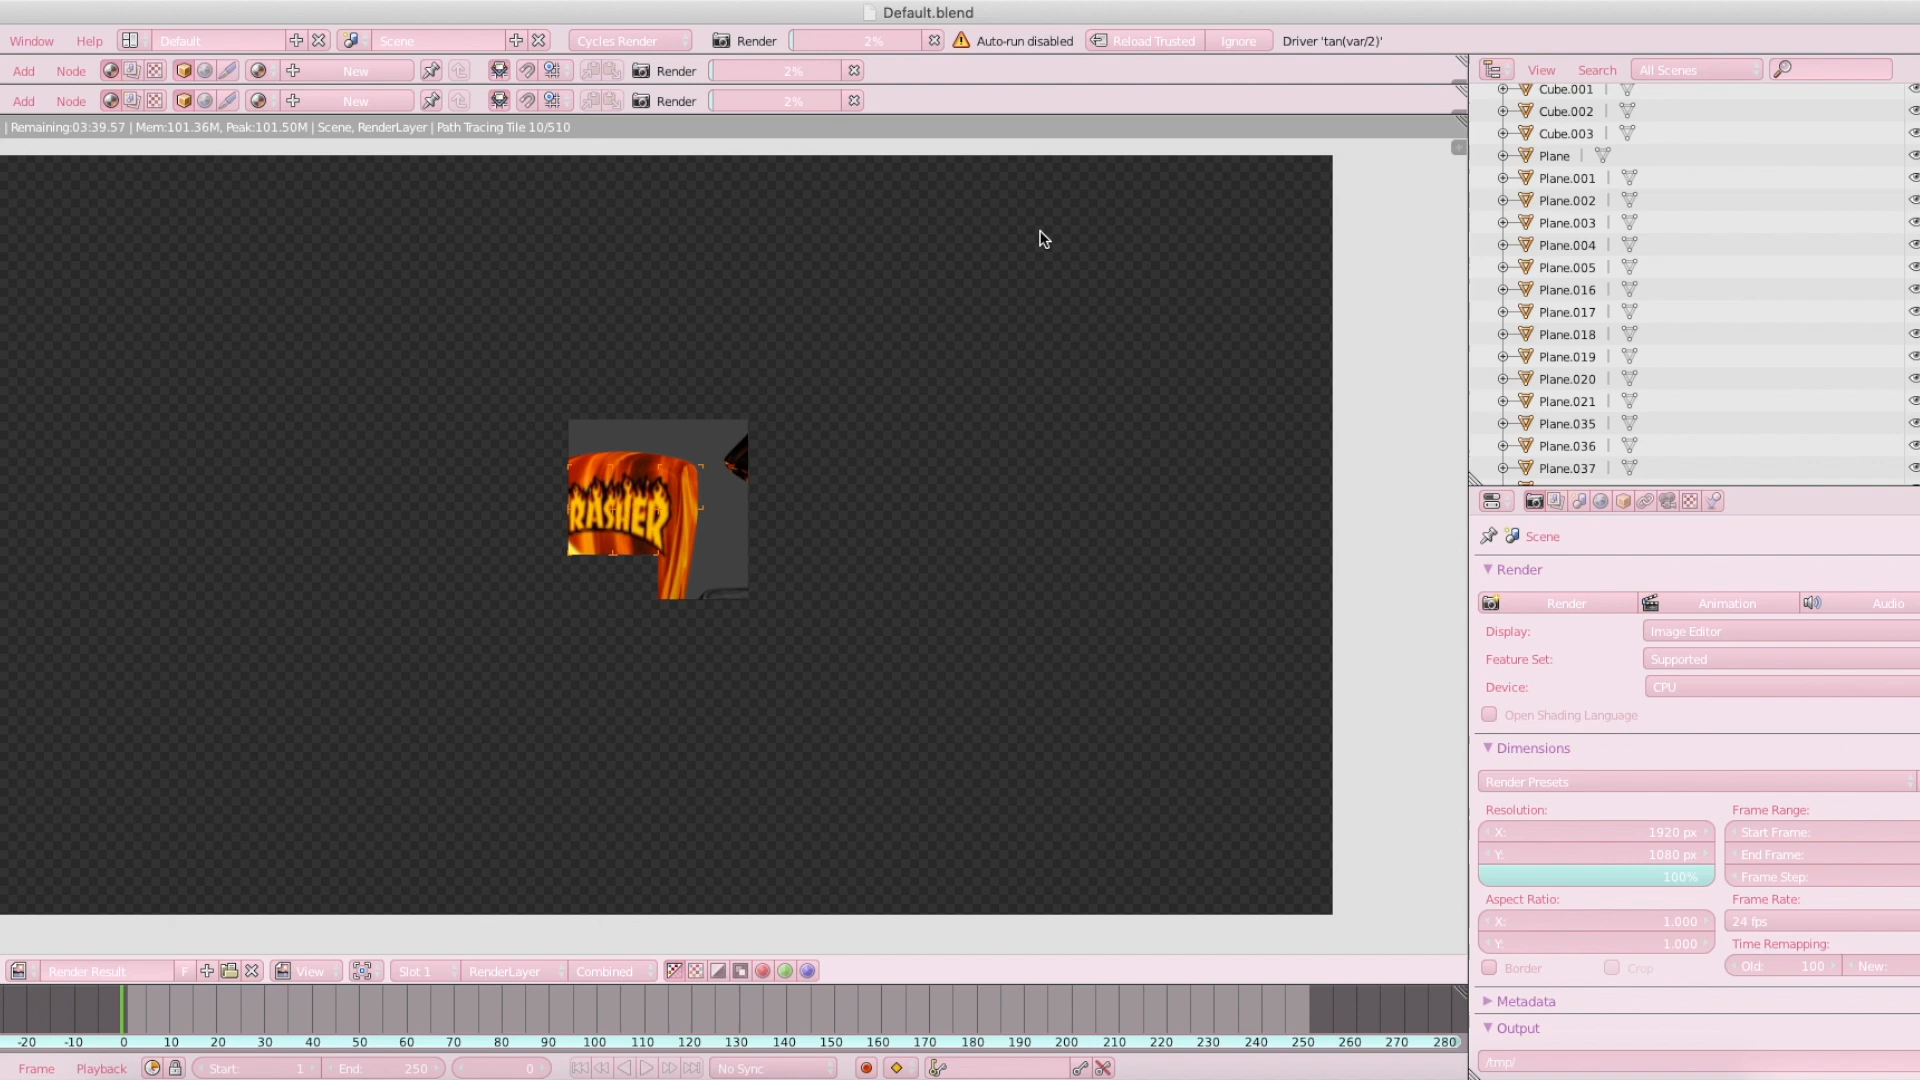 Default.blend
Window Help Default Scene Cycles Render Render 2% Auto-run disabled Reload Trusted Ignore Driver 'tan(var/2)'
Add Node New Render 2%
Add Node New Render 2%
| Remaining:03:39.57 | Mem:101.36M, Peak:101.50M | Scene, RenderLayer | Path Tracing Tile 10/510
RASHER
View Search All Scenes
Cube.001
Cube.002
Cube.003
Plane
Plane.001
Plane.002
Plane.003
Plane.004
Plane.005
Plane.016
Plane.017
Plane.018
Plane.019
Plane.020
Plane.021
Plane.035
Plane.036
Plane.037
Scene
Render
Render Animation Audio
Display: Image Editor
Feature Set: Supported
Device: CPU
Open Shading Language
Dimensions
Render Presets
Resolution: Frame Range:
X: 1920 px Start Frame:
Y: 1080 px End Frame:
100% Frame Step:
Aspect Ratio: Frame Rate:
X: 1.000 24 fps
Y: 1.000 Time Remapping:
Border Crop Old: 100 New:
Metadata
Output
/tmp/
Render Result F View Slot 1 RenderLayer Combined
-20 -10 0 10 20 30 40 50 60 70 80 90 100 110 120 130 140 150 160 170 180 190 200 210 220 230 240 250 260 270 280
Frame Playback Start: 1 End: 250 0 No Sync